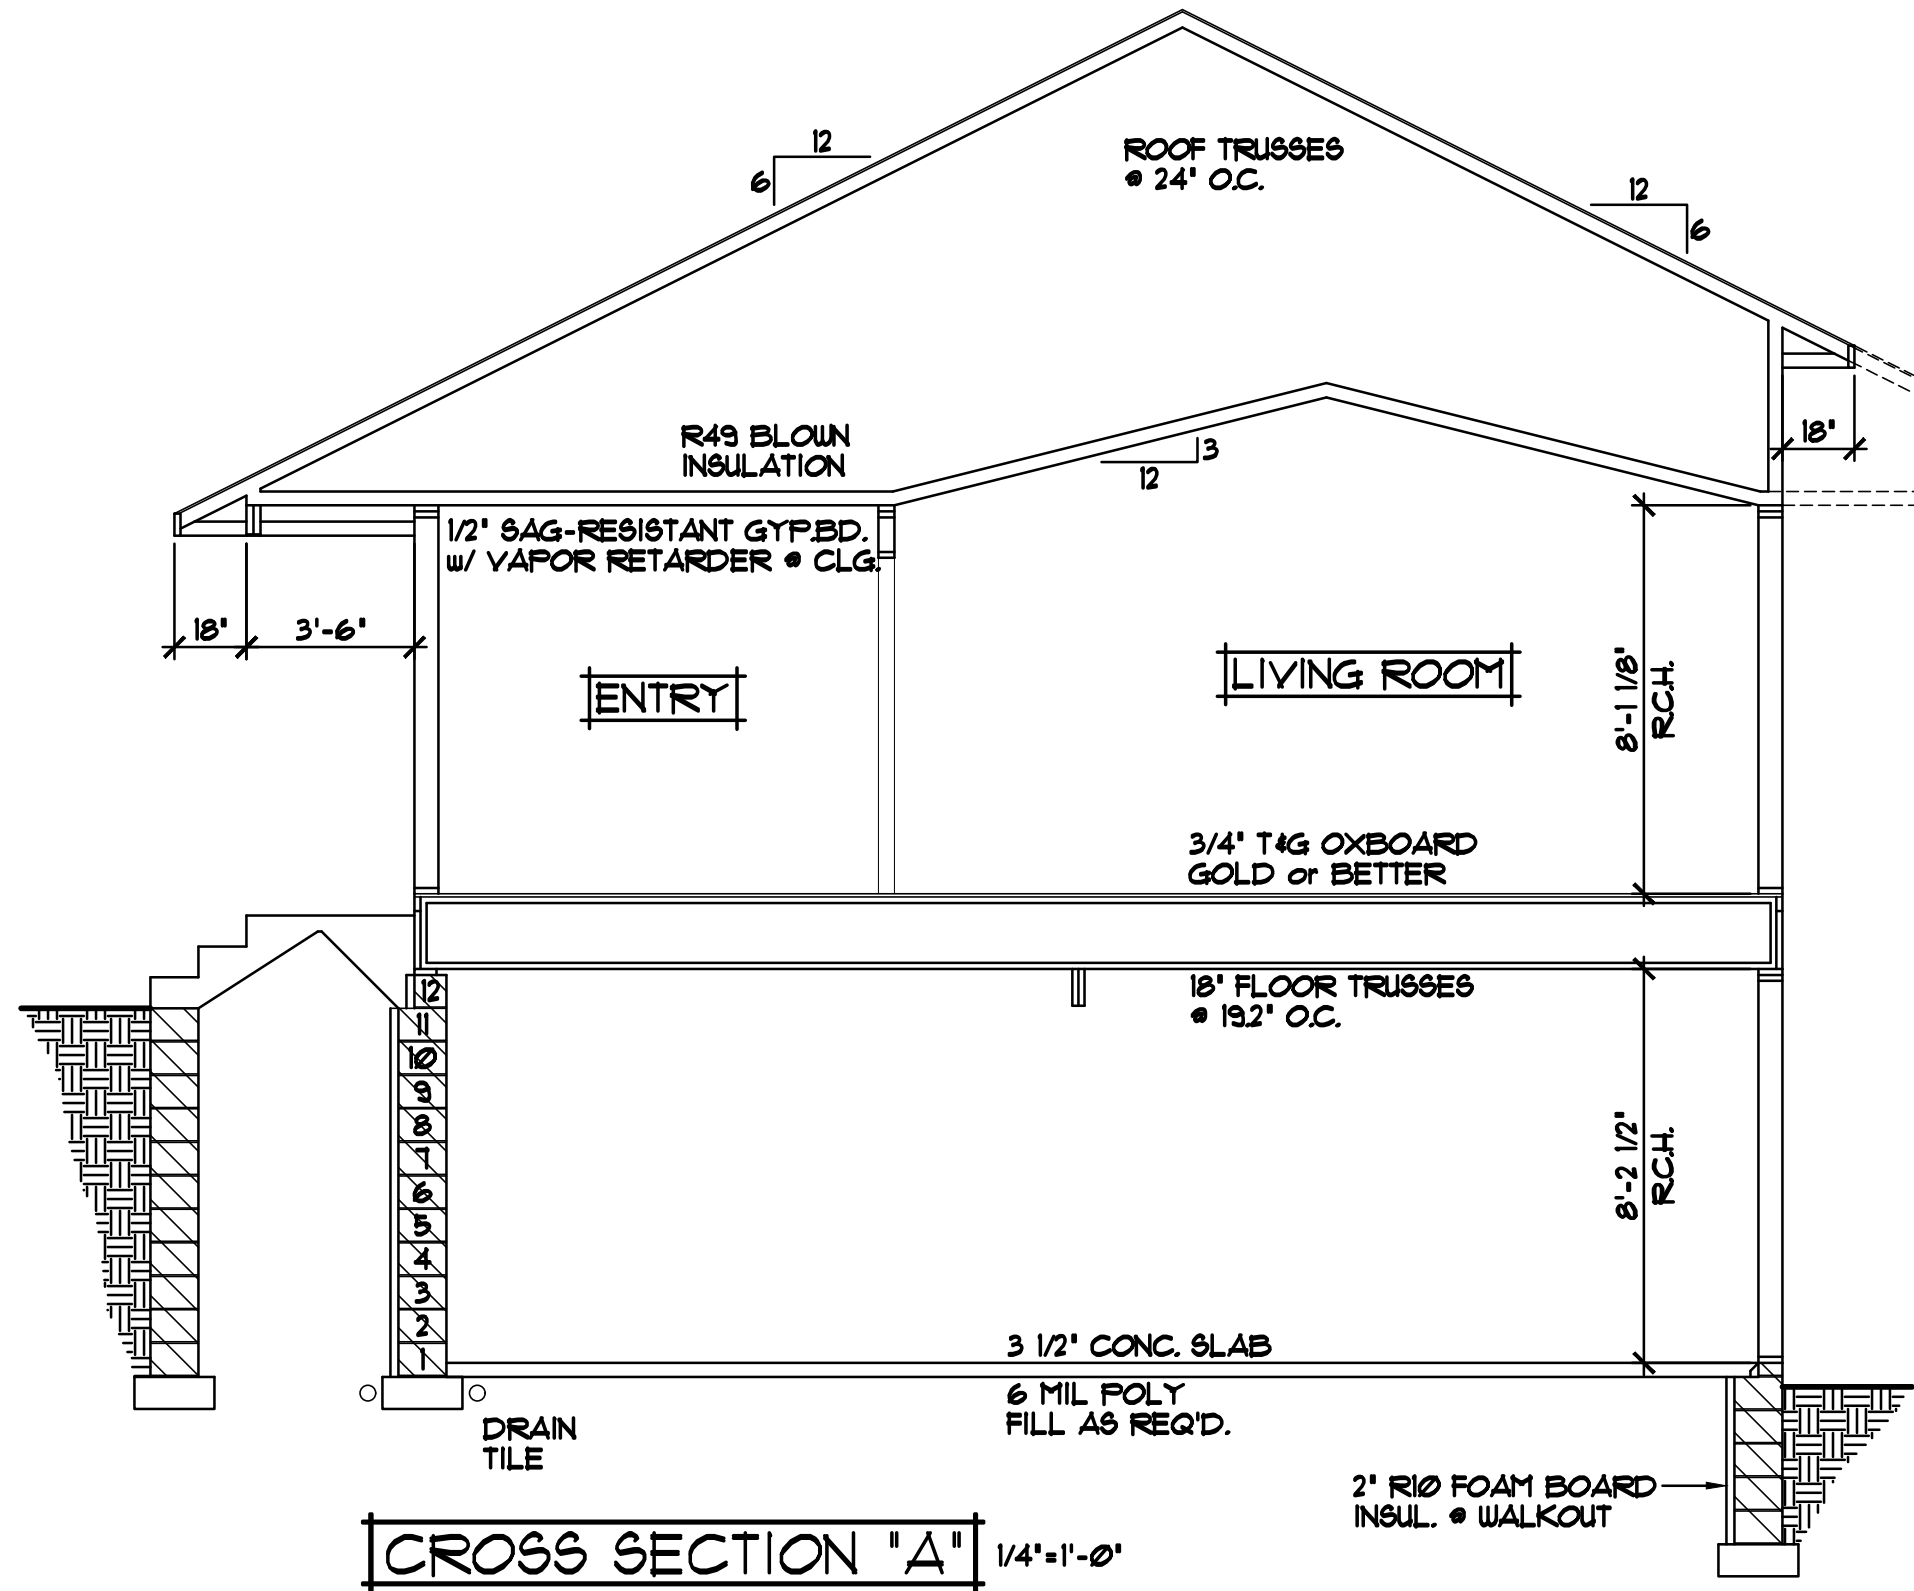 12
6
ROOF TRUSSES
@ 24" O.C.
12
6
R49 BLOWN
INSULATION
3
12
18"
1/2" SAG-RESISTANT GYP.BD.
w/ VAPOR RETARDER @ CLG.
18"
3'-6"
ENTRY
LIVING ROOM
8'-1 1/8"
R.C.H.
3/4" T&G OXBOARD
GOLD or BETTER
18" FLOOR TRUSSES
@ 19.2" O.C.
12
11
10
9
8
7
6
5
4
3
2
1
8'-2 1/2"
R.C.H.
3 1/2" CONC. SLAB
6 MIL POLY
FILL AS REQ'D.
DRAIN
TILE
2" R10 FOAM BOARD
INSUL. @ WALKOUT
CROSS SECTION "A"
1/4"=1'-0"